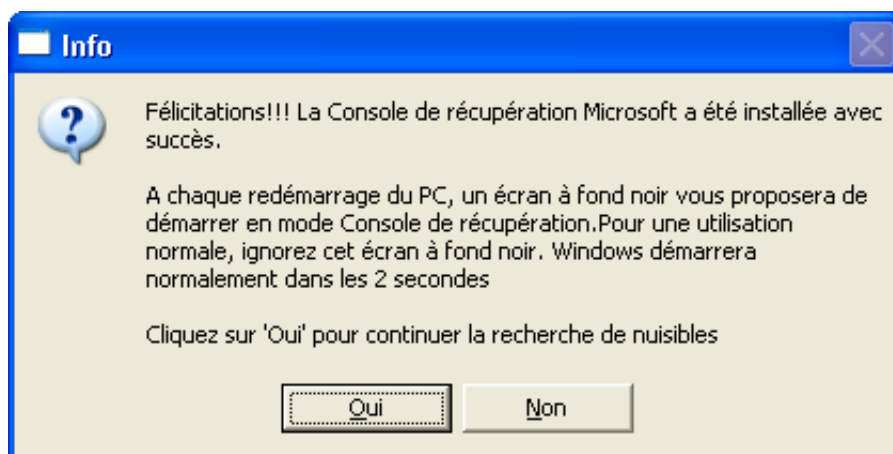 Info
Félicitations!!! La Console de récupération Microsoft a été installée avec
succès.
A chaque redémarrage du PC, un écran à fond noir vous proposera de
démarrer en mode Console de récupération.Pour une utilisation
normale, ignorez cet écran à fond noir. Windows démarrera
normalement dans les 2 secondes
Cliquez sur 'Oui' pour continuer la recherche de nuisibles
Oui
Non